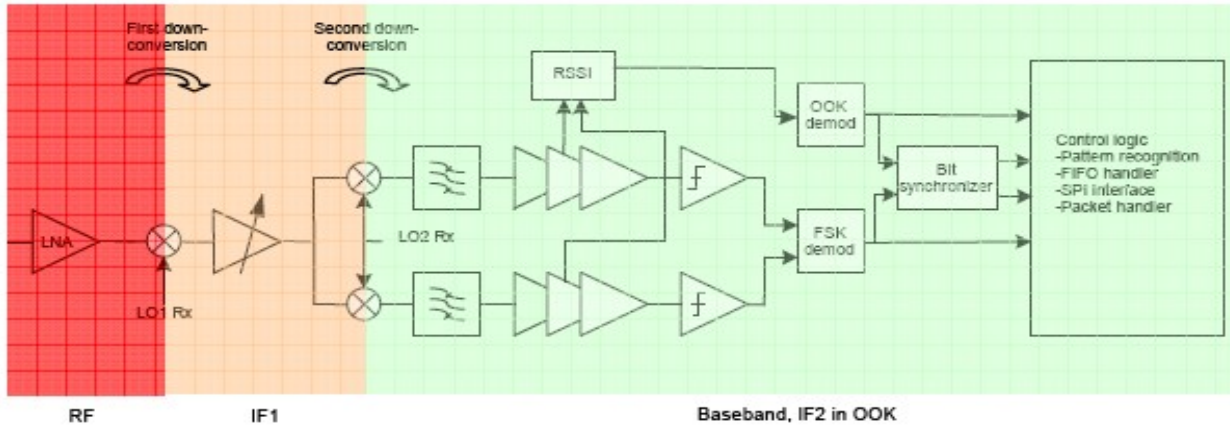 First down-
conversion
Second down-
conversion
RSSI
OOK
demod
Control logic
-Pattern recognition
-FIFO handler
-SPI interface
-Packet handler
Bit
synchronizer
LNA
LO2 Rx
FSK
demod
LO1 Rx
RF
IF1
Baseband, IF2 in OOK